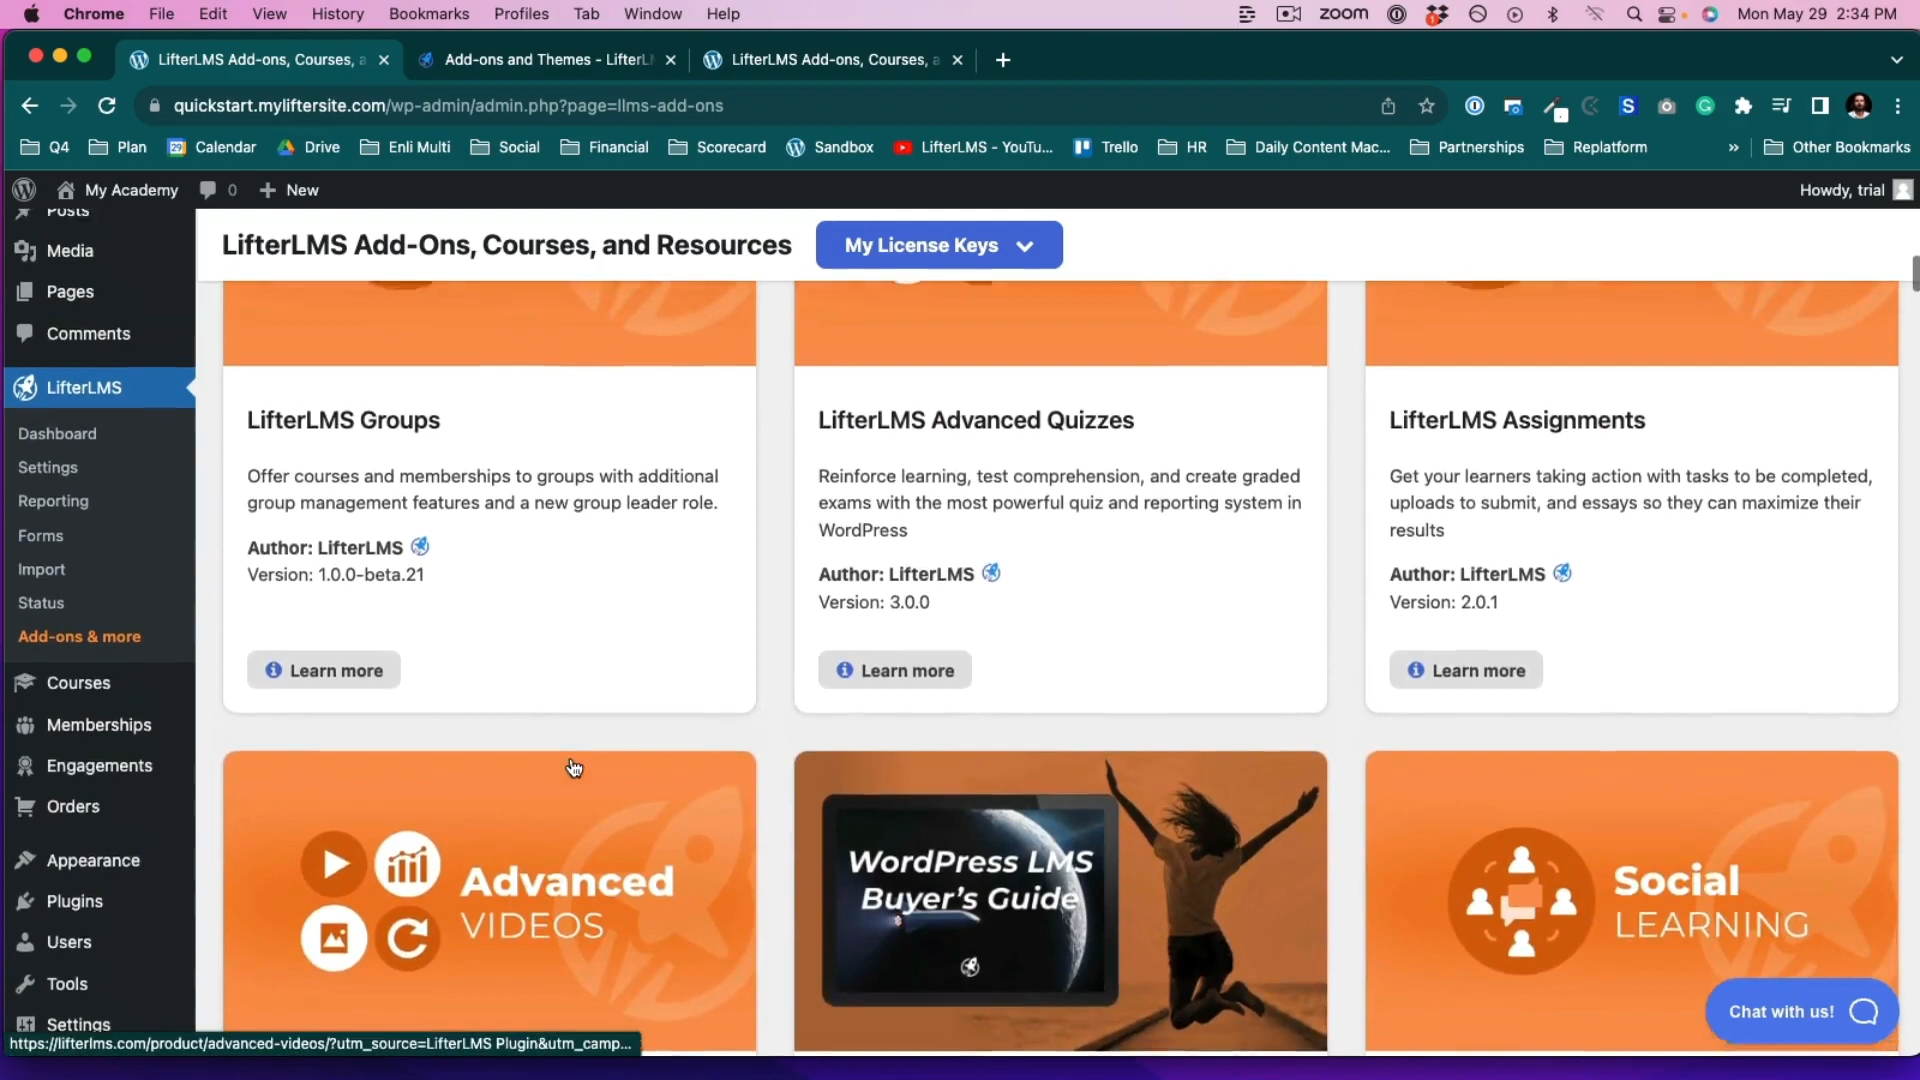 Chrome File Edit View History Bookmarks Profiles Tab Window Help zoom 1 Mon May 29 2:34 PM
LifterLMS Add-ons, Courses, a Add-ons and Themes - LifterL LifterLMS Add-ons, Courses, a
quickstart.myliftersite.com/wp-admin/admin.php?page=llms-add-ons
Q4 Plan Calendar Drive Enli Multi Social Financial Scorecard Sandbox LifterLMS - YouTu... Trello HR Daily Content Mac... Partnerships Replatform » Other Bookmarks
My Academy 0 + New Howdy, trial
Posts
Media
Pages
Comments
LifterLMS
Dashboard
Settings
Reporting
Forms
Import
Status
Add-ons & more
Courses
Memberships
Engagements
Orders
Appearance
Plugins
Users
Tools
Settings
LifterLMS Add-Ons, Courses, and Resources My License Keys
LifterLMS Groups
Offer courses and memberships to groups with additional
group management features and a new group leader role.
Author: LifterLMS
Version: 1.0.0-beta.21
Learn more
LifterLMS Advanced Quizzes
Reinforce learning, test comprehension, and create graded
exams with the most powerful quiz and reporting system in
WordPress
Author: LifterLMS
Version: 3.0.0
Learn more
LifterLMS Assignments
Get your learners taking action with tasks to be completed,
uploads to submit, and essays so they can maximize their
results
Author: LifterLMS
Version: 2.0.1
Learn more
Advanced
VIDEOS
WordPress LMS
Buyer's Guide
Social
LEARNING
Chat with us!
https://lifterlms.com/product/advanced-videos/?utm_source=LifterLMS Plugin&utm_camp...